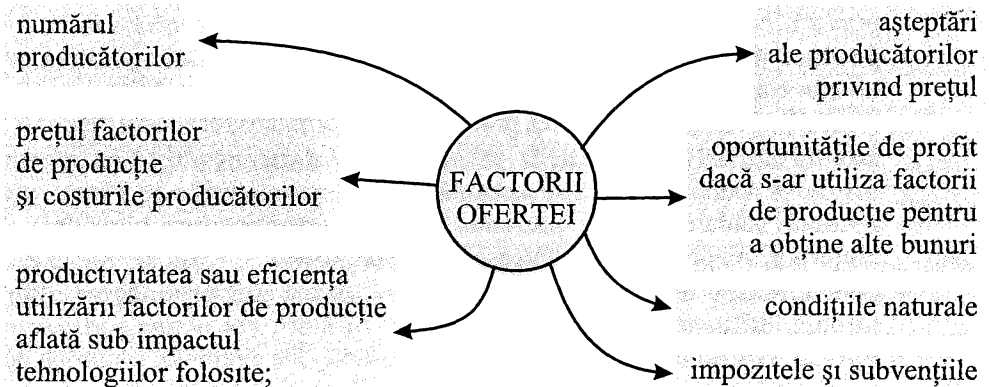 numărul
producătorilor
prețul factorilor
de producție
și costurile producătorilor
productivitatea sau eficiența
utilizării factorilor de producție
aflată sub impactul
tehnologiilor folosite;
FACTORII
OFERTEI
așteptări
ale producătorilor
privind prețul
oportunitățile de profit
dacă s-ar utiliza factorii
de producție pentru
a obține alte bunuri
condițiile naturale
impozitele și subvențiile